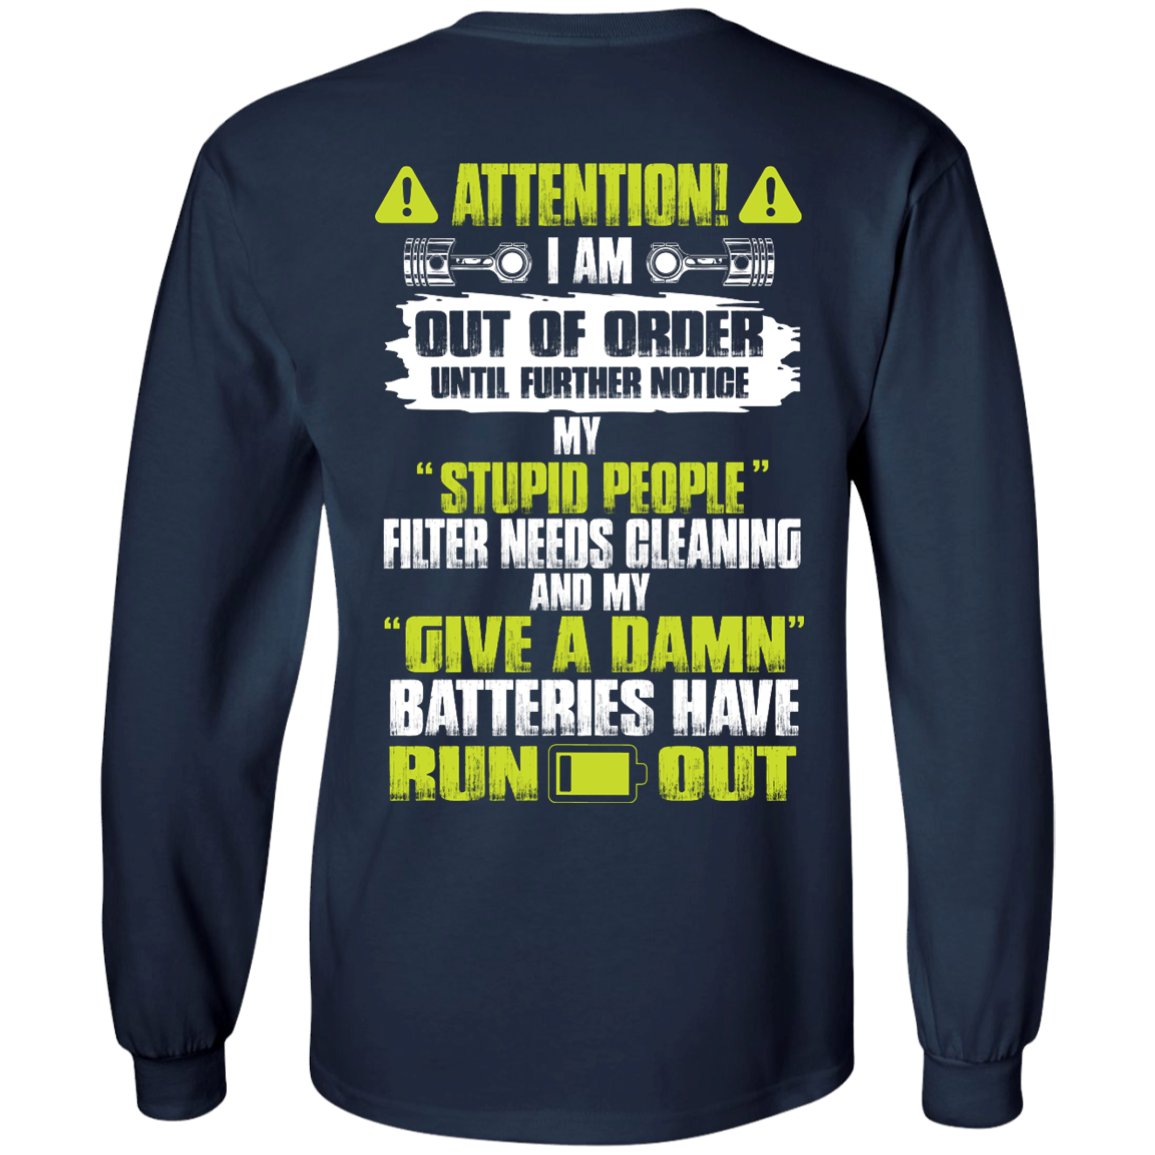 ATTENTION!
I AM
OUT OF ORDER
UNTIL FURTHER NOTICE
MY
“STUPID PEOPLE”
FILTER NEEDS CLEANING
AND MY
“GIVE A DAMN”
BATTERIES HAVE
RUN OUT